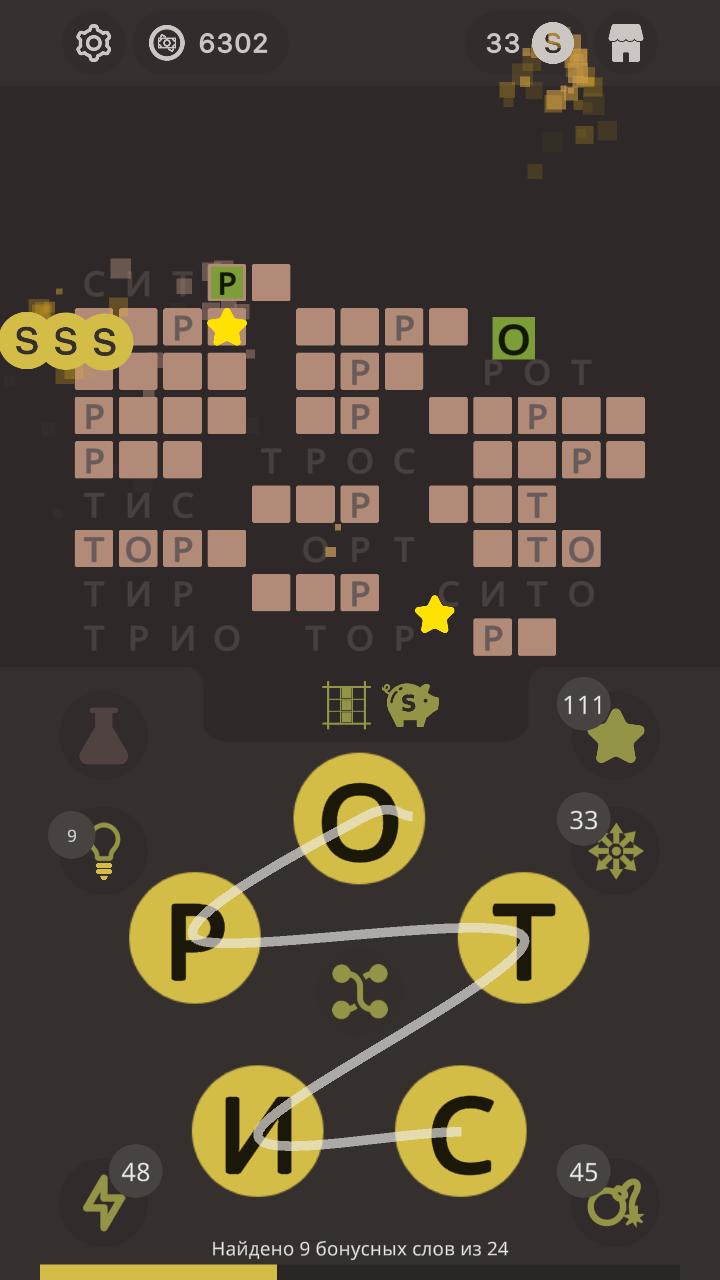 6302 33 S
С И Т Р
Р Р
S S S О
Р Р О Т
Р Р Р
Р Т Р О С Р
Т И С Р Т
Т О Р О Р Т Т О
Т И Р Р С И Т О
Т Р И О Т О Р Р
S 111
9 33
О
Р Т
И С
48 45
Найдено 9 бонусных слов из 24